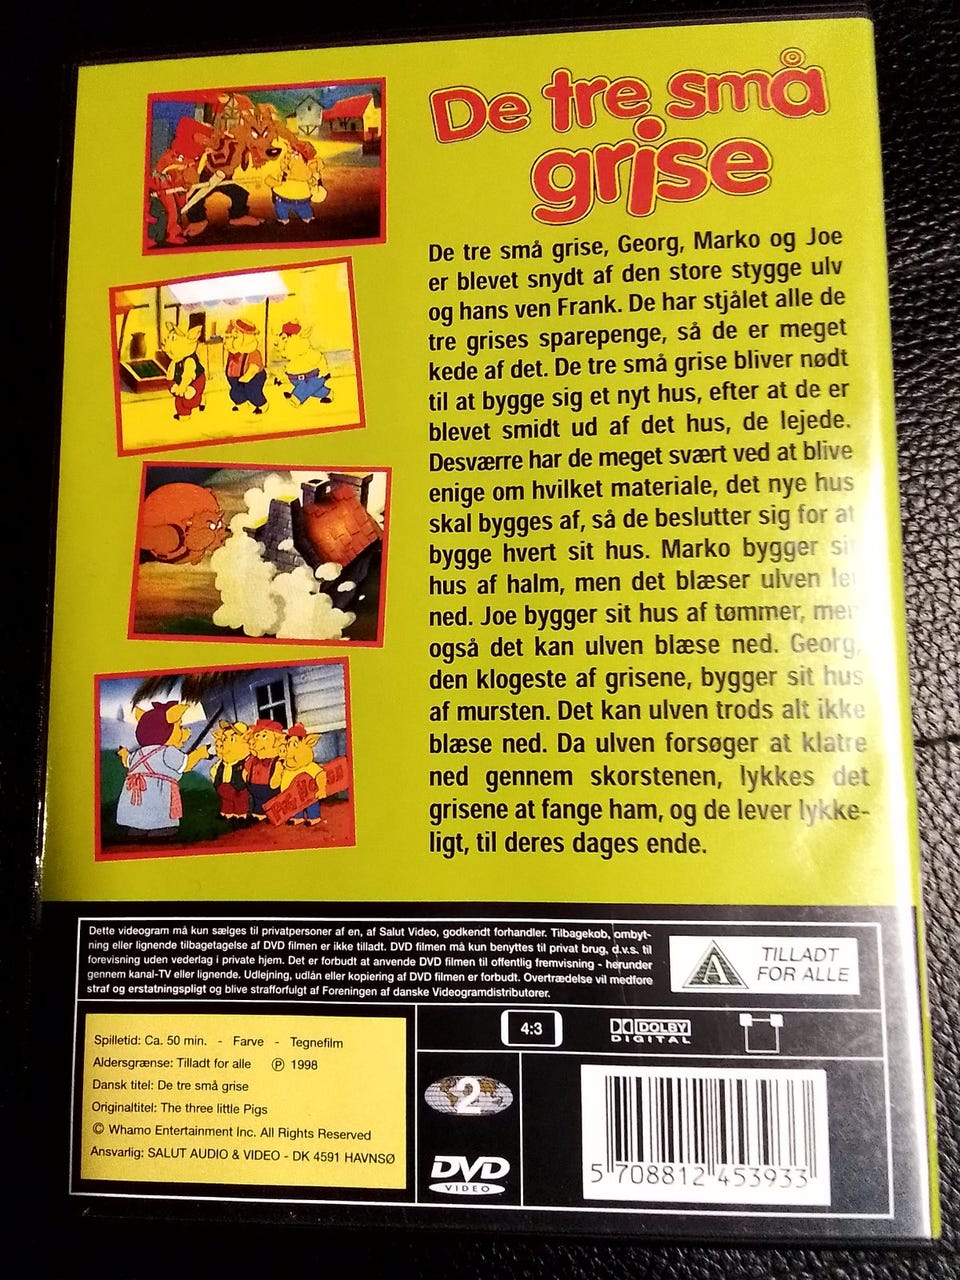 De tre små
grise
De tre små grise, Georg, Marko og Joe
er blevet snydt af den store stygge ulv
og hans ven Frank. De har stjålet alle de
tre grises sparepenge, så de er meget
kede af det. De tre små grise bliver nødt
til at bygge sig et nyt hus, efter at de er
blevet smidt ud af det hus, de lejede.
Desværre har de meget svært ved at blive
enige om hvilket materiale, det nye hus
skal bygges af, så de beslutter sig for at
bygge hvert sit hus. Marko bygger sit
hus af halm, men det blæser ulven let
ned. Joe bygger sit hus af tømmer, men
også det kan ulven blæse ned. Georg,
den klogeste af grisene, bygger sit hus
af mursten. Det kan ulven trods alt ikke
blæse ned. Da ulven forsøger at klatre
ned gennem skorstenen, lykkes det
grisene at fange ham, og de lever lykke-
ligt, til deres dages ende.
Dette videogram må kun sælges til privatpersoner af en, af Salut Video, godkendt forhandler. Tilbagekøb, ombyt-
ning eller lignende tilbagetagelse af DVD filmen er ikke tilladt. DVD filmen må kun benyttes til privat brug, d.v.s. til
forevisning uden vederlag i private hjem. Det er forbudt at anvende DVD filmen til offentlig fremvisning - herunder
gennem kanal-TV eller lignende. Udlejning, udlån eller kopiering af DVD filmen er forbudt. Overtrædelse vil medføre
straf og erstatningspligt og blive strafforfulgt af Foreningen af danske Videogramdistributører.
A
TILLADT
FOR ALLE
Spilletid: Ca. 50 min. - Farve - Tegnefilm
Aldersgrænse: Tilladt for alle ℗ 1998
Dansk titel: De tre små grise
Originaltitel: The three little Pigs
© Whamo Entertainment Inc. All Rights Reserved
Ansvarlig: SALUT AUDIO & VIDEO - DK 4591 HAVNSØ
4:3
DOLBY
DIGITAL
2
DVD
VIDEO
5 708812 453933